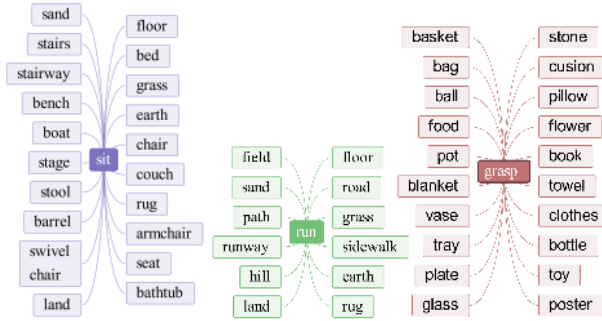 sand
stairs
stairway
bench
boat
stage
stool
barrel
swivel
chair
land
sit
floor
bed
grass
earth
chair
couch
rug
armchair
seat
bathtub
field
sand
path
runway
hill
land
run
floor
road
grass
sidewalk
earth
rug
basket
bag
ball
food
pot
blanket
vase
tray
plate
glass
grasp
stone
cusion
pillow
flower
book
towel
clothes
bottle
toy
poster